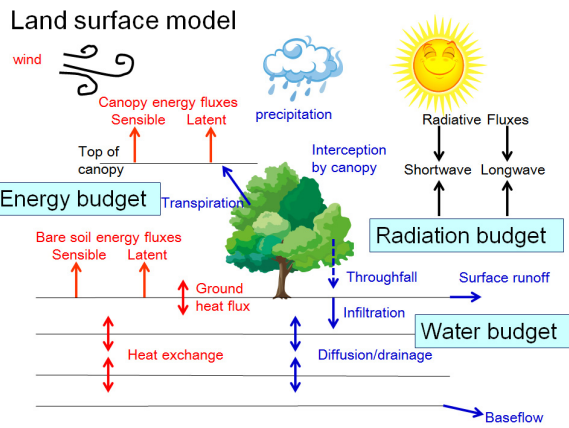 Land surface model
wind
precipitation
Canopy energy fluxes
Sensible Latent
Radiative Fluxes
Top of
canopy
Interception
by canopy
Shortwave Longwave
Energy budget
Transpiration
Radiation budget
Bare soil energy fluxes
Sensible Latent
Throughfall
Surface runoff
Ground
heat flux
Infiltration
Water budget
Heat exchange
Diffusion/drainage
Baseflow